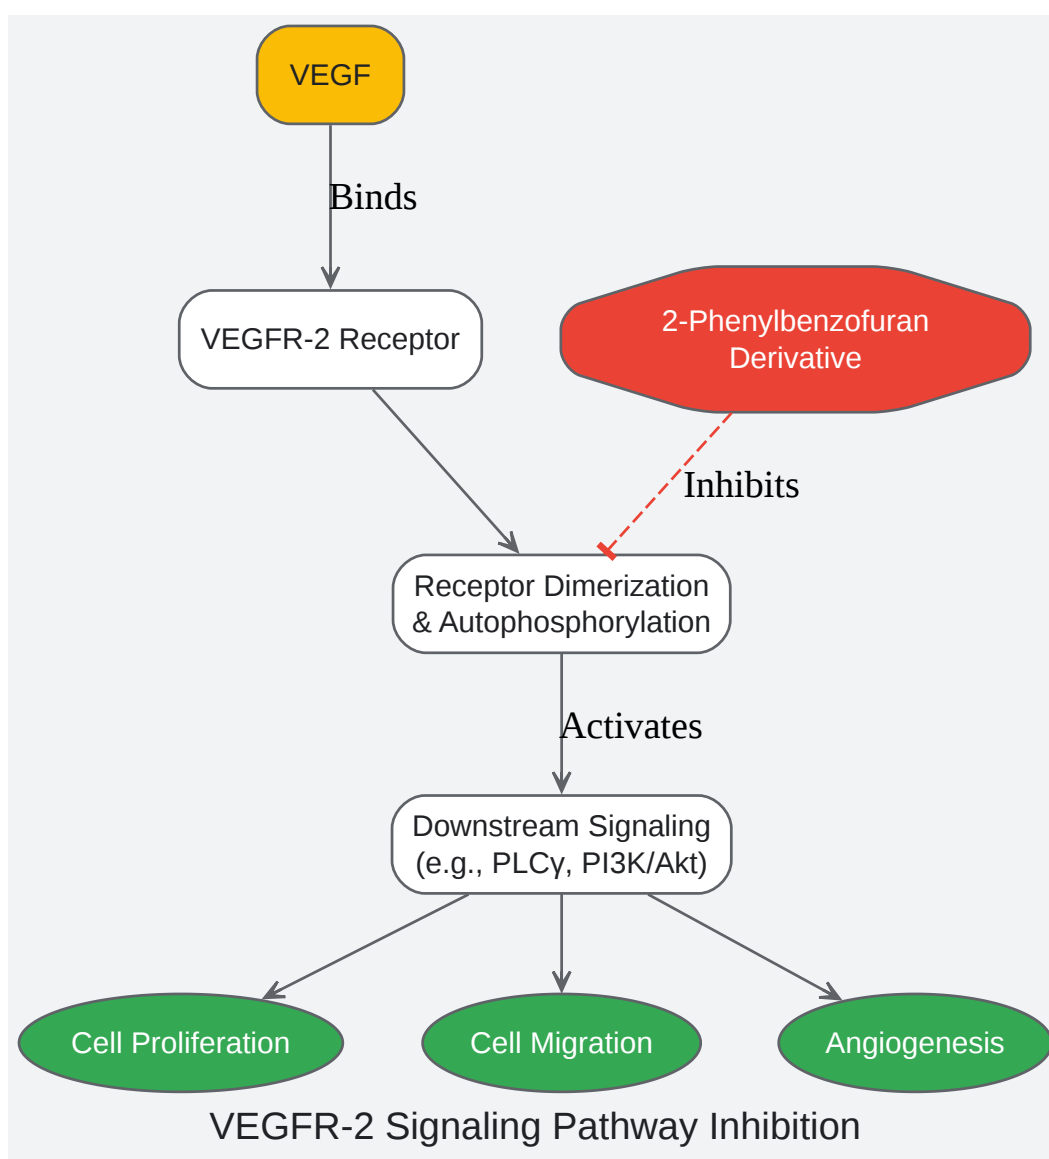 VEGF
Binds
VEGFR-2 Receptor
2-Phenylbenzofuran
Derivative
Inhibits
Receptor Dimerization
& Autophosphorylation
Activates
Downstream Signaling
(e.g., PLCγ, PI3K/Akt)
Cell Proliferation
Cell Migration
Angiogenesis
VEGFR-2 Signaling Pathway Inhibition